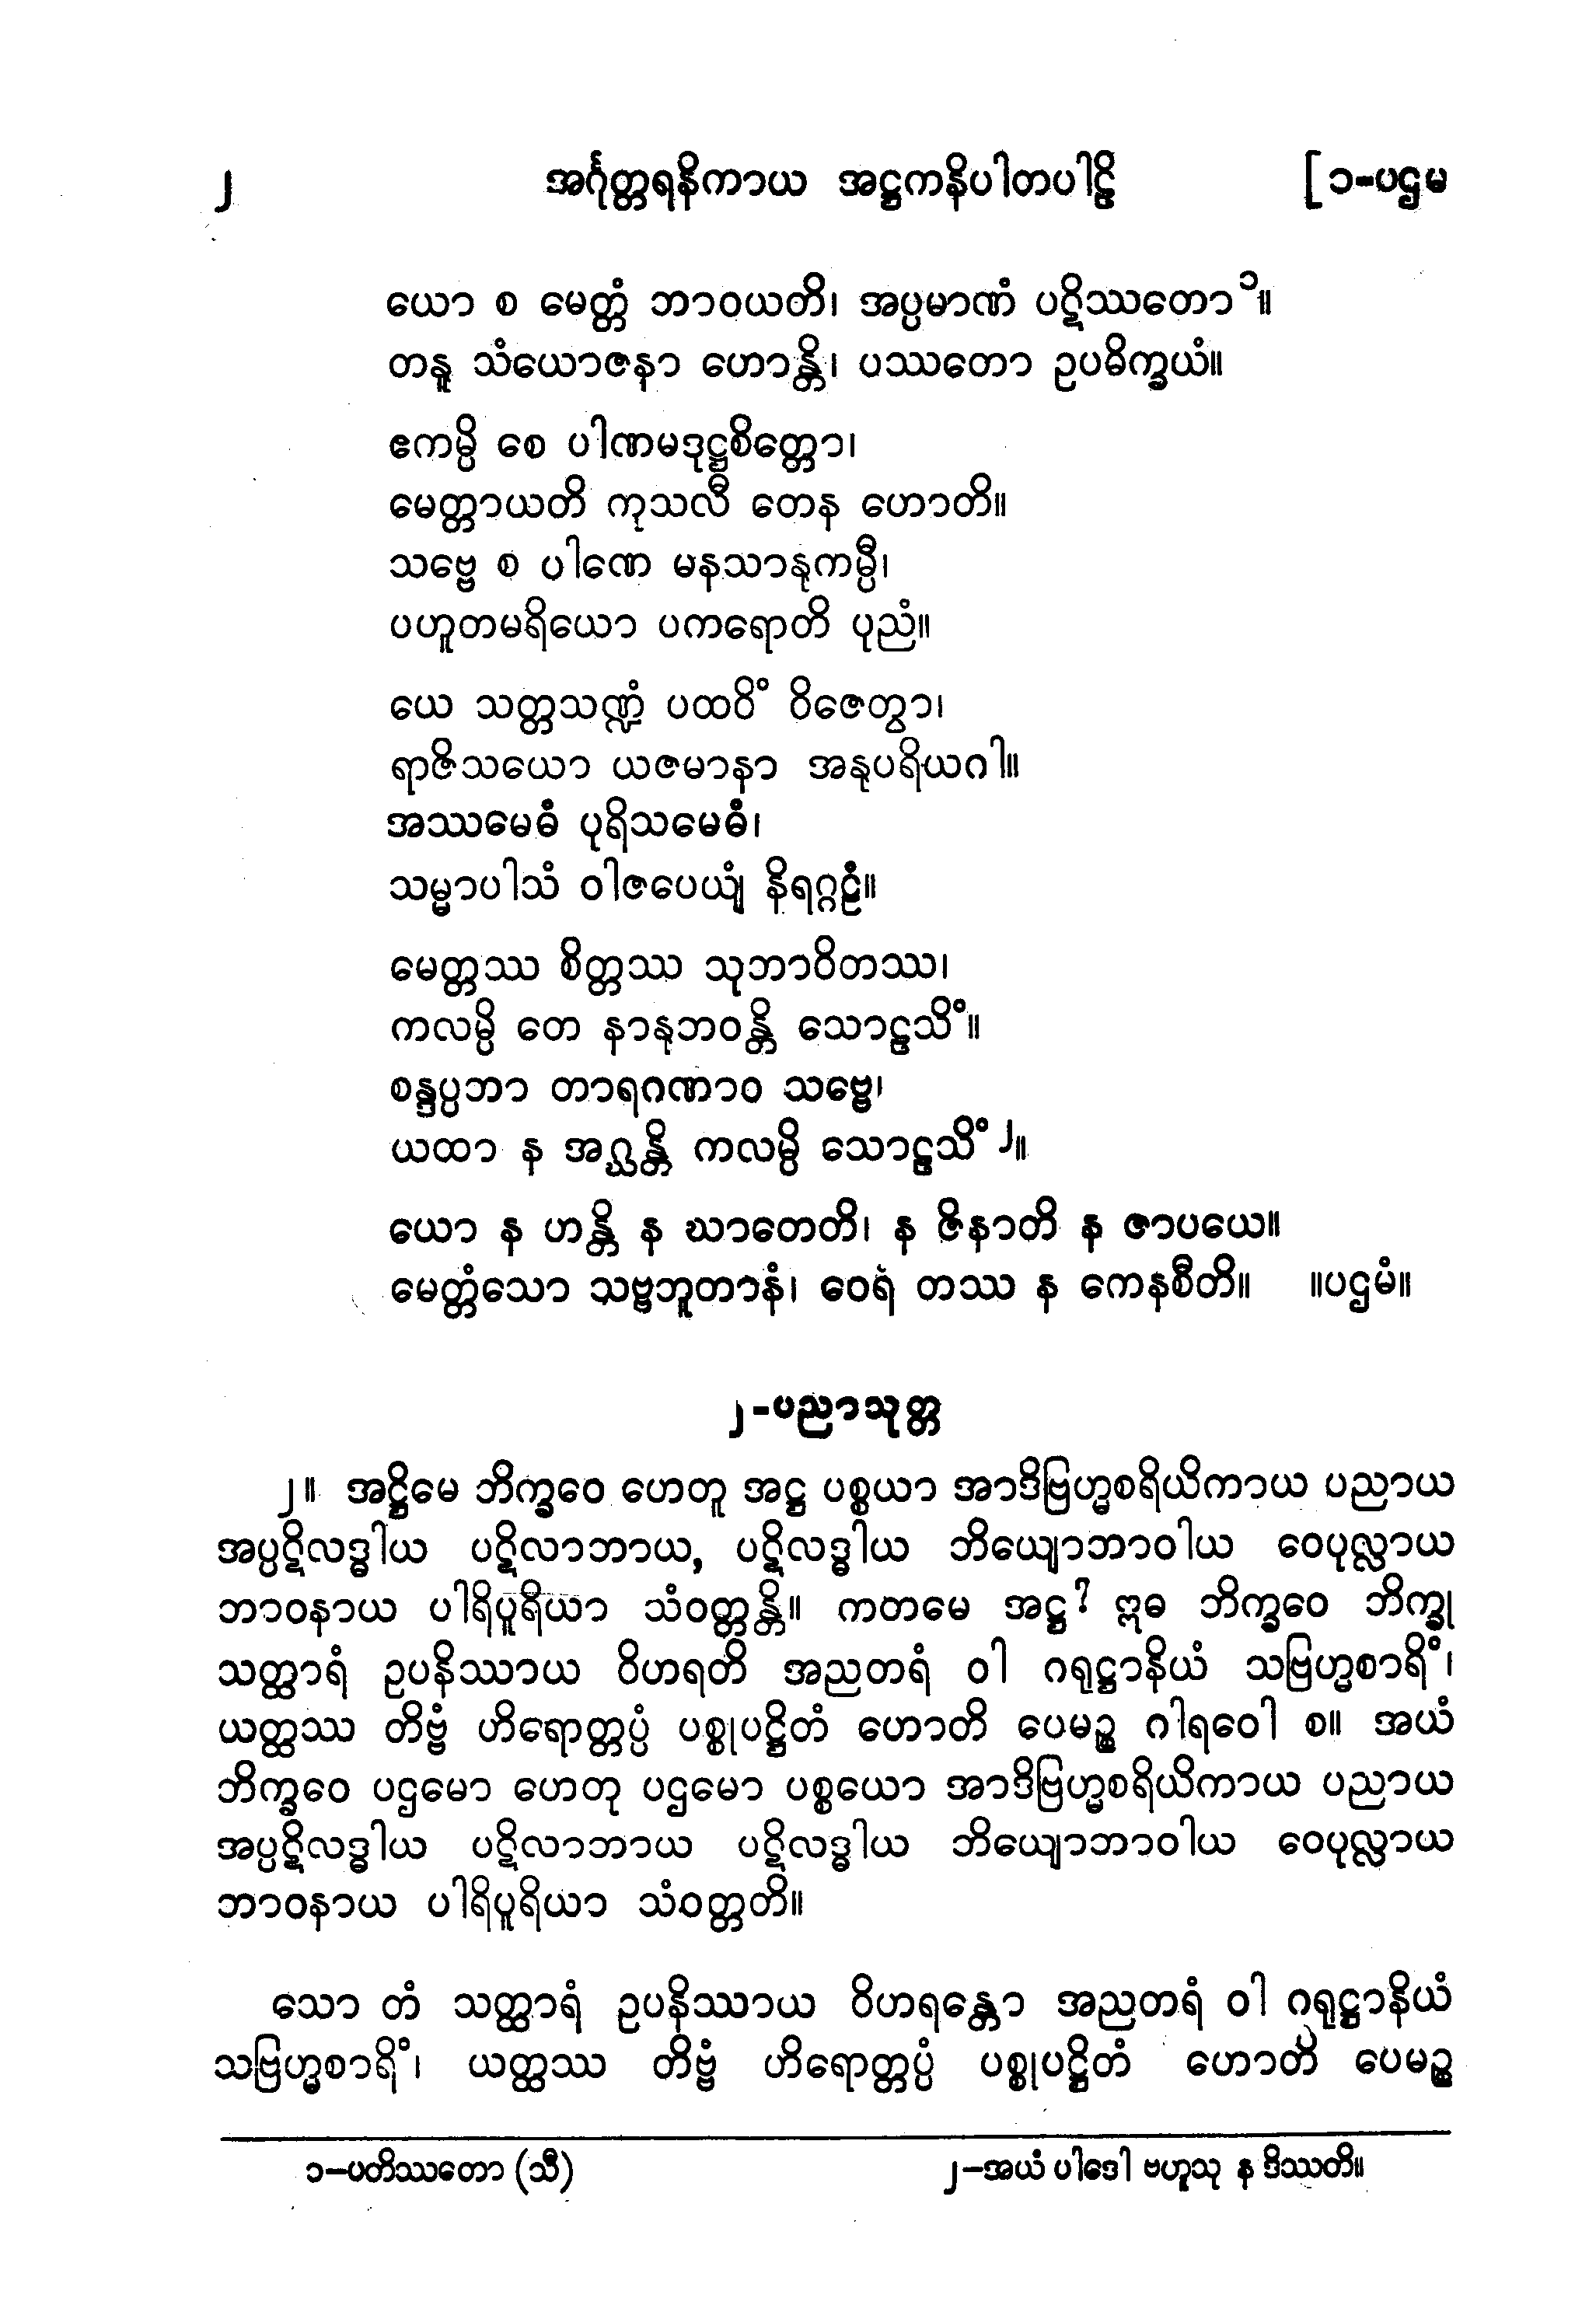 ၂ အင်္ဂုတ္တရနိကာယ အဋ္ဌကနိပါတပါဠိ [ ၁-ပဌမ
ယော စ မေတ္တံ ဘာဝယတိ၊ အပ္ပမာဏံ ပဋိဿတော၁။
တနူ သံယောဇနာ ဟောန္တိ၊ ပဿတော ဥပဓိက္ခယံ။
ဧကမ္ပိ စေ ပါဏမဒုဋ္ဌစိတ္တော၊
မေတ္တာယတိ ကုသလီ တေန ဟောတိ။
သဗ္ဗေ စ ပါဏေ မနသာနုကမ္ပီ၊
ပဟူတမရိယော ပကရောတိ ပုညံ။
ယေ သတ္တသဏ္ဍံ ပထဝိံ ဝိဇေတွာ၊
ရာဇိသယော ယဇမာနာ အနုပရိယဂါ။
အဿမေဓံ ပုရိသမေဓံ၊
သမ္မာပါသံ ဝါဇပေယျံ နိရဂ္ဂဠံ။
မေတ္တဿ စိတ္တဿ သုဘာဝိတဿ၊
ကလမ္ပိ တေ နာနုဘဝန္တိ သောဠသိံ။
စန္ဒပ္ပဘာ တာရဂဏာဝ သဗ္ဗေ၊
ယထာ န အဂ္ဃန္တိ ကလမ္ပိ သောဠသိံ၂။
ယော န ဟန္တိ န ဃာတေတိ၊ န ဇိနာတိ န ဇာပယေ။
မေတ္တံသော သဗ္ဗဘူတာနံ၊ ဝေရံ တဿ န ကေနစီတိ။ ။ပဌမံ။
၂-ပညာသုတ္တ
၂။ အဋ္ဌိမေ ဘိက္ခဝေ ဟေတူ အဋ္ဌ ပစ္စယာ အာဒိဗြဟ္မစရိယိကာယ ပညာယ
အပ္ပဋိလဒ္ဓါယ ပဋိလာဘာယ, ပဋိလဒ္ဓါယ ဘိယျောဘာဝါယ ဝေပုလ္လာယ
ဘာဝနာယ ပါရိပူရိယာ သံဝတ္တန္တိ။ ကတမေ အဋ္ဌ? ဣဓ ဘိက္ခဝေ ဘိက္ခု
သတ္ထာရံ ဥပနိဿာယ ဝိဟရတိ အညတရံ ဝါ ဂရုဋ္ဌာနိယံ သဗြဟ္မစာရိံ၊
ယတ္ထဿ တိဗ္ဗံ ဟိရောတ္တပ္ပံ ပစ္စုပဋ္ဌိတံ ဟောတိ ပေမဉ္စ ဂါရဝေါ စ။ အယံ
ဘိက္ခဝေ ပဌမော ဟေတု ပဌမော ပစ္စယော အာဒိဗြဟ္မစရိယိကာယ ပညာယ
အပ္ပဋိလဒ္ဓါယ ပဋိလာဘာယ ပဋိလဒ္ဓါယ ဘိယျောဘာဝါယ ဝေပုလ္လာယ
ဘာဝနာယ ပါရိပူရိယာ သံဝတ္တတိ။
သော တံ သတ္ထာရံ ဥပနိဿာယ ဝိဟရန္တော အညတရံ ဝါ ဂရုဋ္ဌာနိယံ
သဗြဟ္မစာရိံ၊ ယတ္ထဿ တိဗ္ဗံ ဟိရောတ္တပ္ပံ ပစ္စုပဋ္ဌိတံ ဟောတိ ပေမဉ္စ
၁-ပတိဿတော (သီ) ၂-အယံ ပါဒေါ ဗဟူသု န ဒိဿတိ။